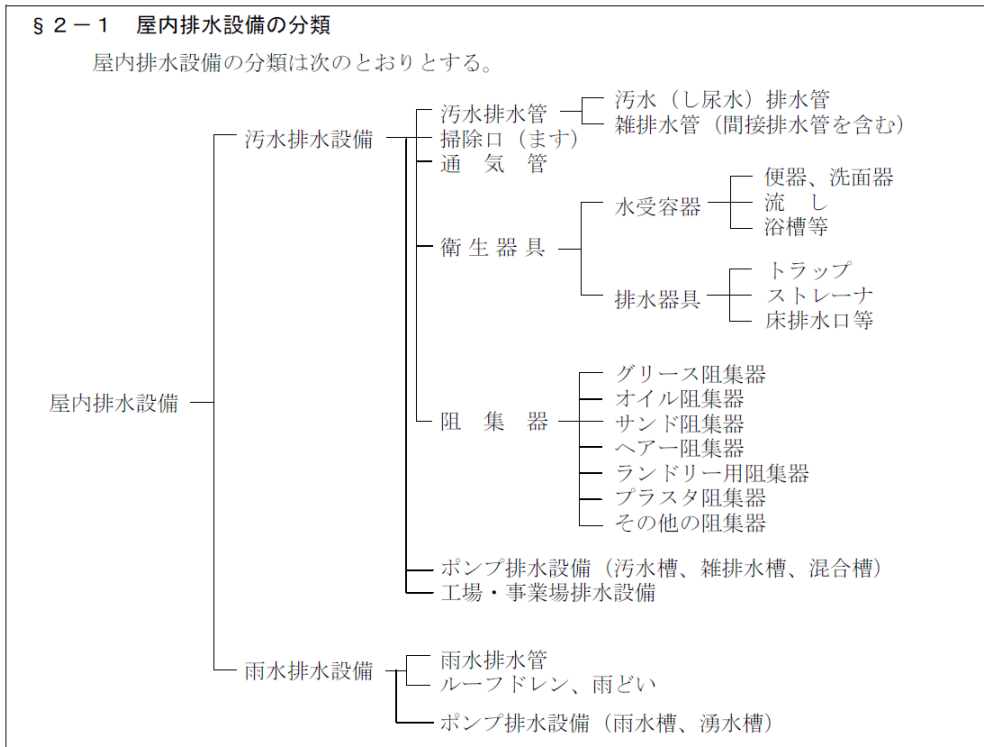 §2-1 屋内排水設備の分類
屋内排水設備の分類は次のとおりとする。
汚水(し尿水)排水管
汚水排水管
雑排水管(間接排水管を含む)
汚水排水設備
掃除口(ます)
通気管
便器、洗面器
水受容器
流し
浴槽等
衛生器具
トラップ
排水器具
ストレーナ
床排水口等
グリース阻集器
オイル阻集器
屋内排水設備
阻集器
サンド阻集器
ヘアー阻集器
ランドリー用阻集器
プラスタ阻集器
その他の阻集器
ポンプ排水設備(汚水槽、雑排水槽、混合槽)
工場・事業場排水設備
雨水排水設備
雨水排水管
ルーフドレン、雨どい
ポンプ排水設備(雨水槽、湧水槽)